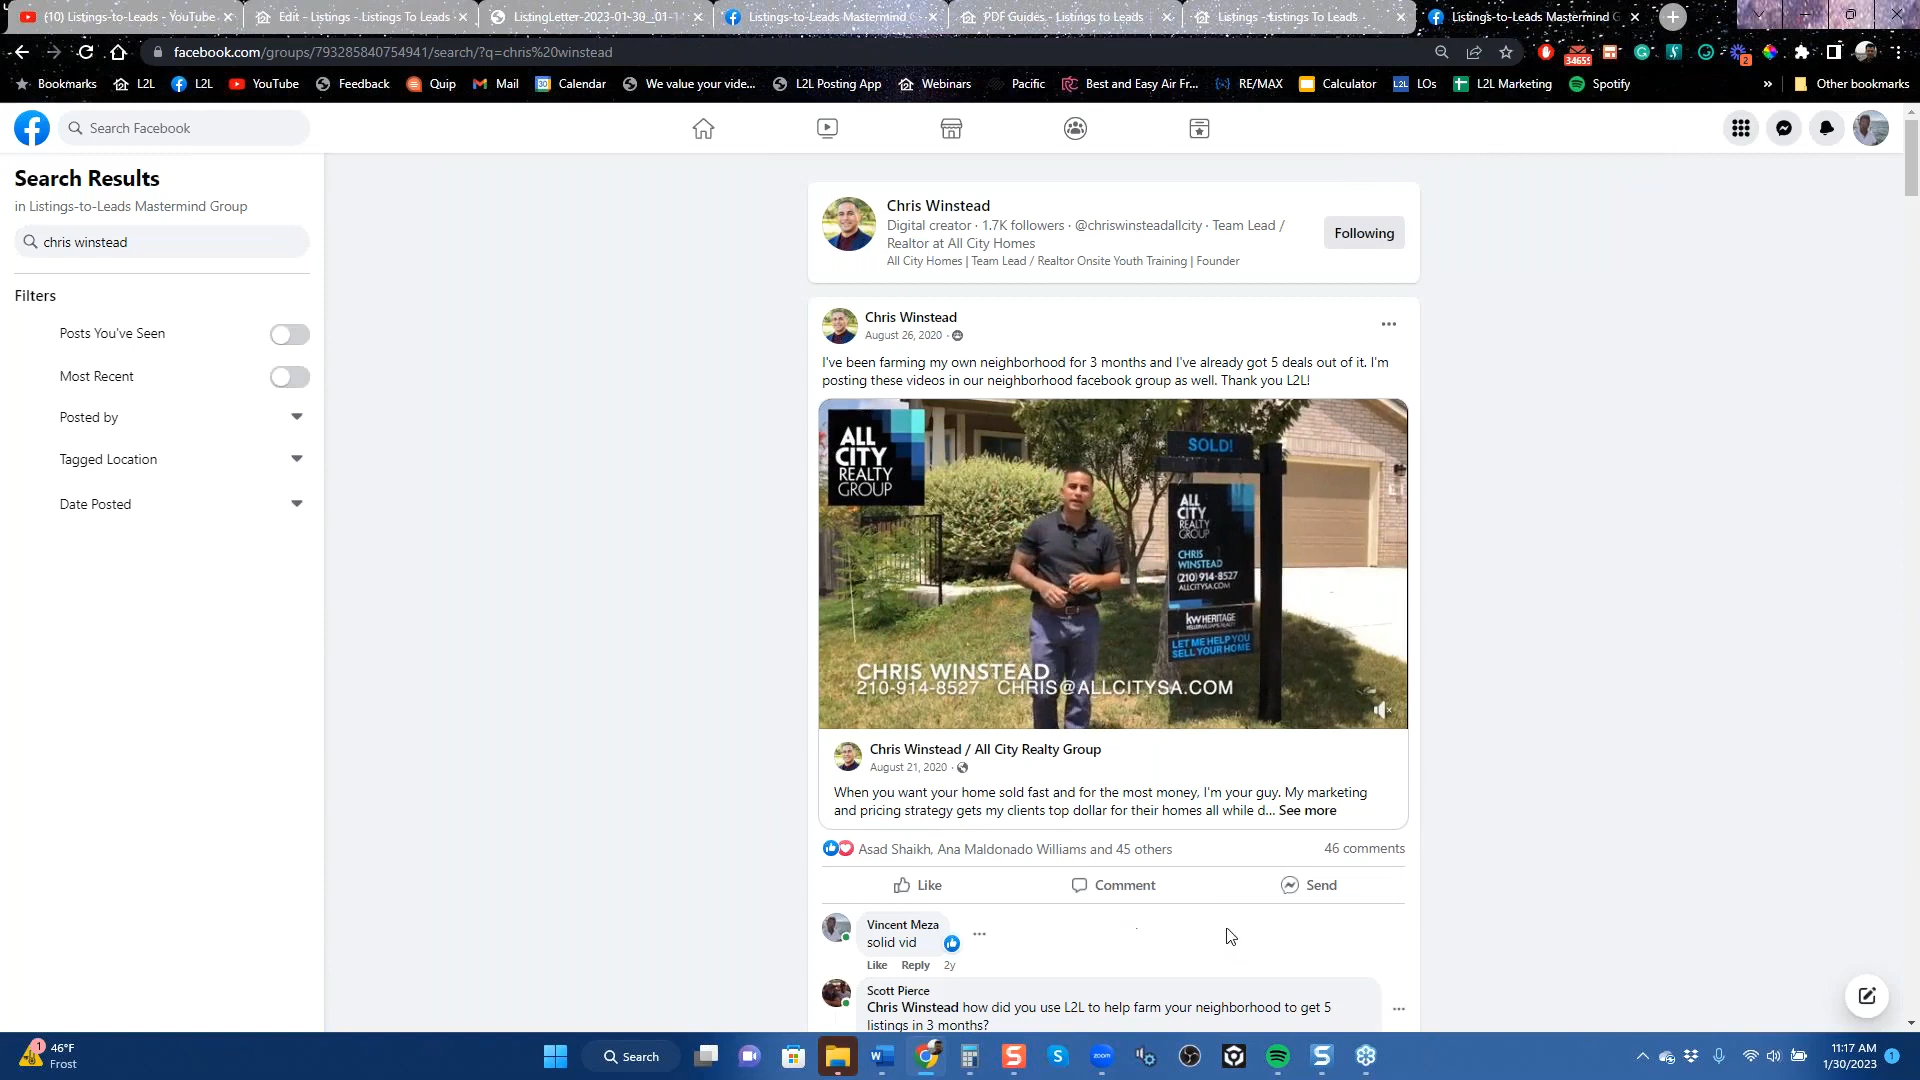 (10) Listings-to-Leads - YouTube
Edit - Listings - Listings To Leads
ListingLetter-2023-01-30_-01-1
Listings-to-Leads Mastermind G
PDF Guides - Listings to Leads
Listings - Listings To Leads
Listings-to-Leads Mastermind G
facebook.com/groups/793285840754941/search/?q=chris%20winstead
34655
2
Bookmarks
L2L
L2L
YouTube
Feedback
Quip
Mail
Calendar
We value your vide...
L2L Posting App
Webinars
Pacific
Best and Easy Air Fr...
RE/MAX
Calculator
LOs
L2L Marketing
Spotify
»
Other bookmarks
Search Facebook
Search Results
in Listings-to-Leads Mastermind Group
chris winstead
Filters
Posts You've Seen
Most Recent
Posted by
Tagged Location
Date Posted
Chris Winstead
Digital creator · 1.7K followers · @chriswinsteadallcity · Team Lead /
Realtor at All City Homes
All City Homes | Team Lead / Realtor Onsite Youth Training | Founder
Following
Chris Winstead
August 26, 2020 ·
I've been farming my own neighborhood for 3 months and I've already got 5 deals out of it. I'm
posting these videos in our neighborhood facebook group as well. Thank you L2L!
ALL
CITY
REALTY
GROUP
SOLD!
ALL
CITY
REALTY
GROUP
CHRIS
WINSTEAD
(210) 914-8527
ALLCITYSA.COM
kw HERITAGE
KELLERWILLIAMS REALTY
LET ME HELP YOU
SELL YOUR HOME
CHRIS WINSTEAD
210-914-8527 CHRIS@ALLCITYSA.COM
Chris Winstead / All City Realty Group
August 21, 2020 ·
When you want your home sold fast and for the most money, I'm your guy. My marketing
and pricing strategy gets my clients top dollar for their homes all while d... See more
Asad Shaikh, Ana Maldonado Williams and 45 others
46 comments
Like
Comment
Send
Vincent Meza
solid vid
Like Reply 2y
Scott Pierce
Chris Winstead how did you use L2L to help farm your neighborhood to get 5
listings in 3 months?
1
46°F
Frost
Search
zoom
11:17 AM
1/30/2023
1